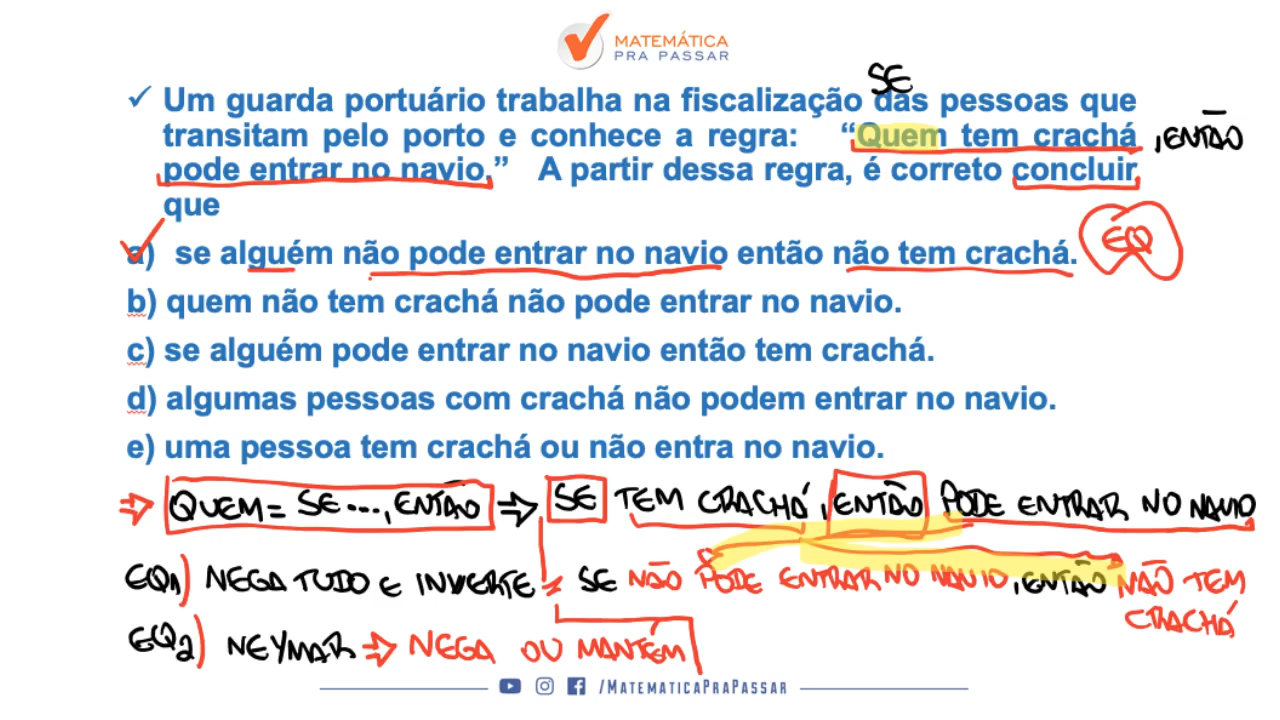 MATEMÁTICA
PRA PASSAR
SE
✓ Um guarda portuário trabalha na fiscalização das pessoas que
transitam pelo porto e conhece a regra: “Quem tem crachá , ENTÃO
pode entrar no navio.” A partir dessa regra, é correto concluir
que
a) se alguém não pode entrar no navio então não tem crachá. EQ
b) quem não tem crachá não pode entrar no navio.
c) se alguém pode entrar no navio então tem crachá.
d) algumas pessoas com crachá não podem entrar no navio.
e) uma pessoa tem crachá ou não entra no navio.
⇒ QUEM = SE ..., ENTÃO ⇒ SE TEM CRACHÁ, ENTÃO PODE ENTRAR NO NAVIO
EQ1) NEGA TUDO E INVERTE : SE NÃO PODE ENTRAR NO NAVIO, ENTÃO NÃO TEM
CRACHÁ
EQ2) NEYMAR ⇒ NEGA OU MANTÉM
/MATEMATICAPRAPASSAR